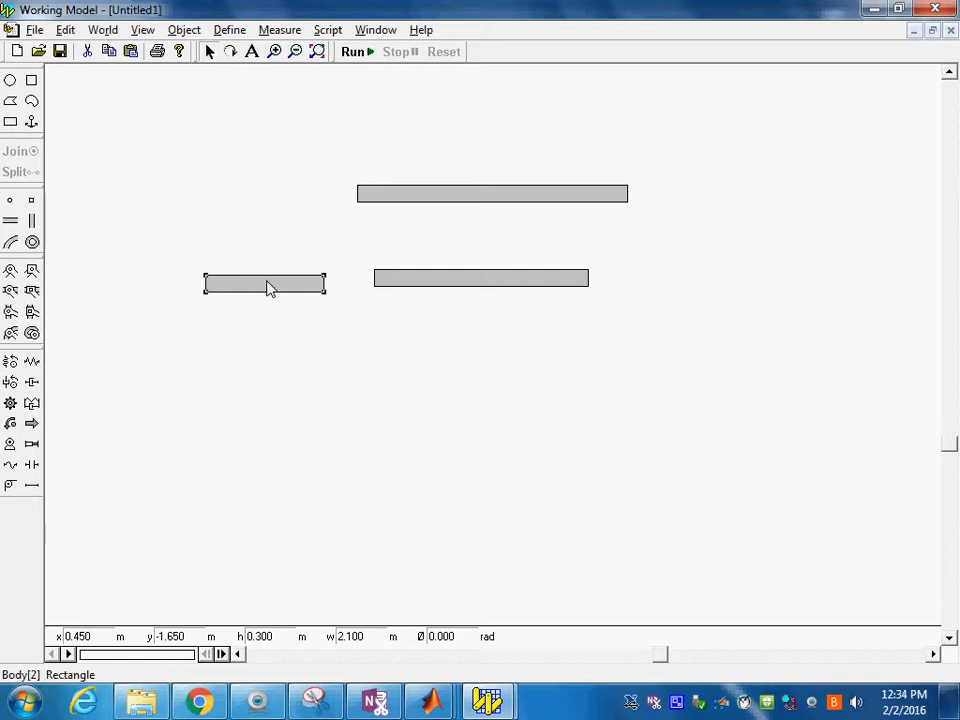 Working Model - [Untitled1]
File Edit World View Object Define Measure Script Window Help
A Run Stop Reset
Join
Split
x 0.450 m y -1.650 m h 0.300 m w 2.100 m Ø 0.000 rad
Body[2] Rectangle
12:34 PM
2/2/2016